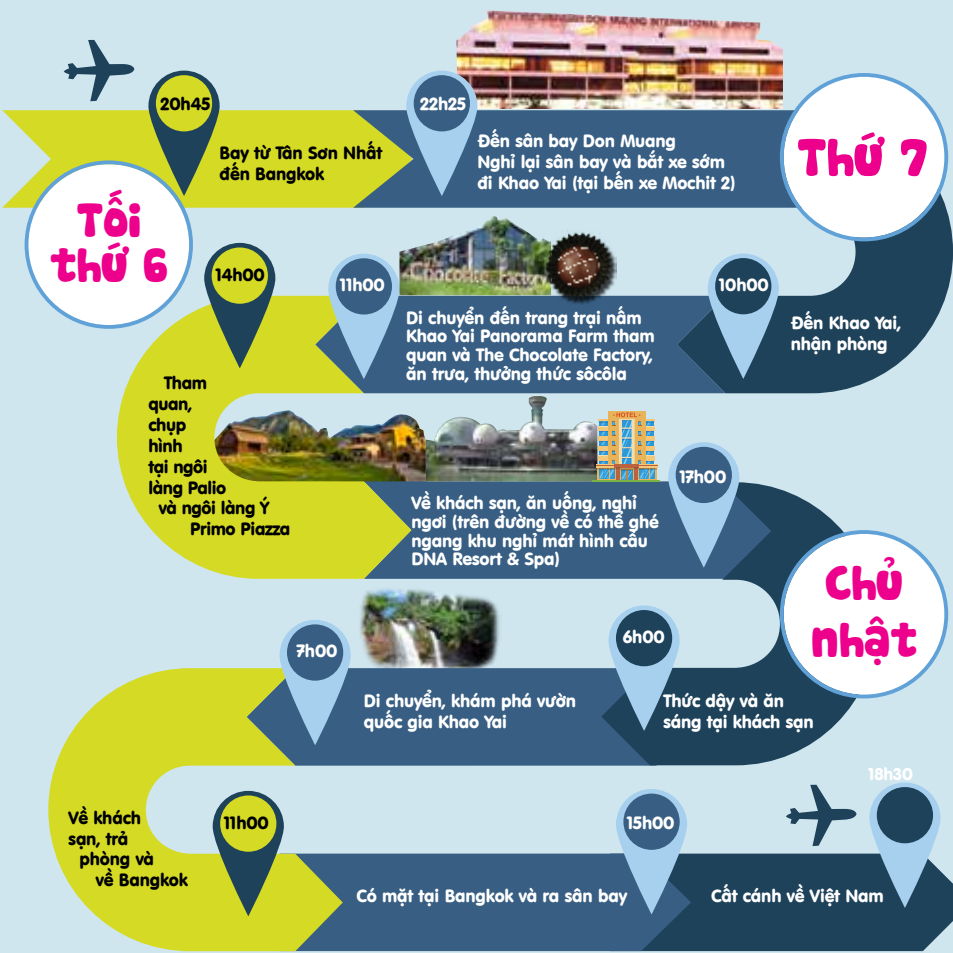 DON MUANG INTERNATIONAL AIRPORT
Tối
thứ 6
20h45
Bay từ Tân Sơn Nhất
đến Bangkok
22h25
Đến sân bay Don Muang
Nghỉ lại sân bay và bắt xe sớm
đi Khao Yai (tại bến xe Mochit 2)
Thứ 7
10h00
Đến Khao Yai,
nhận phòng
11h00
Chocolate Factory
Di chuyển đến trang trại nấm
Khao Yai Panorama Farm tham
quan và The Chocolate Factory,
ăn trưa, thưởng thức sôcôla
14h00
Tham
quan,
chụp
hình
tại ngôi
làng Palio
và ngôi làng Ý
Primo Piazza
HOTEL
17h00
Về khách sạn, ăn uống, nghỉ
ngơi (trên đường về có thể ghé
ngang khu nghỉ mát hình cầu
DNA Resort & Spa)
Chủ
nhật
6h00
Thức dậy và ăn
sáng tại khách sạn
7h00
Di chuyển, khám phá vườn
quốc gia Khao Yai
11h00
Về khách
sạn, trả
phòng và
về Bangkok
15h00
Có mặt tại Bangkok và ra sân bay
18h30
Cất cánh về Việt Nam